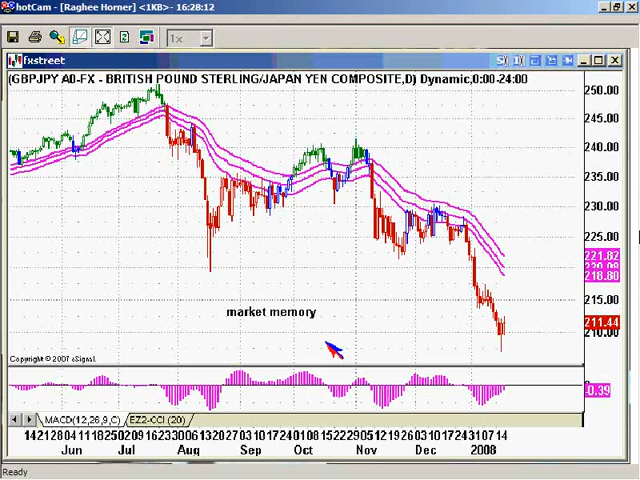 hotCam - [Raghee Horner] <1KB> - 16:28:12
1x
fxstreet
(GBPJPY A0-FX - BRITISH POUND STERLING/JAPAN YEN COMPOSITE,D) Dynamic,0:00-24:00
250.00
245.00
240.00
235.00
230.00
225.00
221.82
218.80
215.00
211.44
210.00
market memory
Copyright © 2007 eSignal.
0
-0.39
MACD(12,26,9,C) EZ2-CCI (20)
Jun Jul Aug Sep Oct Nov Dec 2008
Ready